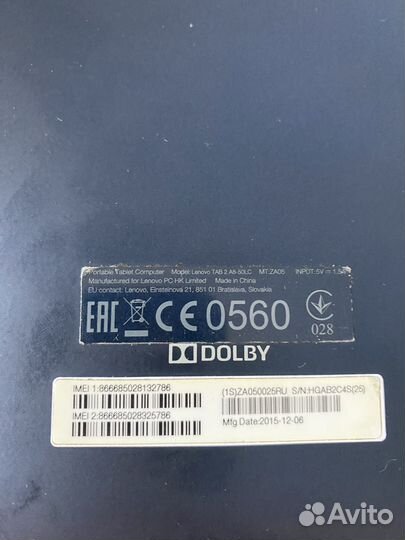 Portable Tablet Computer Model: Lenovo TAB 2 A8-50LC MT:ZA05 INPUT: 5V ⎓ 1.5A
Manufactured for Lenovo PC HK Limited Made in China
EU contact: Lenovo, Einsteinova 21, 851 01 Bratislava, Slovakia
EAC CE0560
028
DOLBY
IMEI 1:866685028132786
IMEI 2:866685028325786
(1S)ZA050025RU S/N:HGAB2C4S(25)
Mfg Date:2015-12-06
Avito